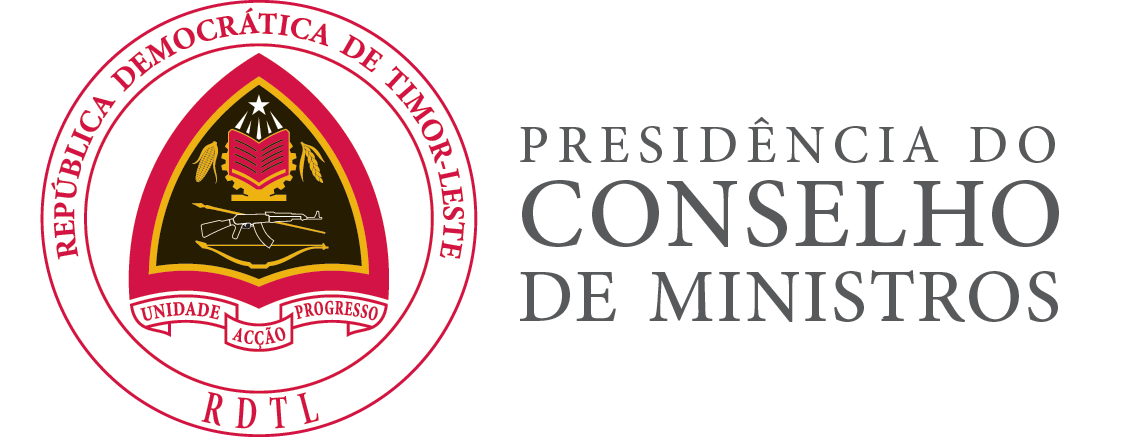 REPÚBLICA DEMOCRÁTICA DE TIMOR-LESTE
UNIDADE
ACÇÃO
PROGRESSO
RDTL
PRESIDÊNCIA DO
CONSELHO
DE MINISTROS